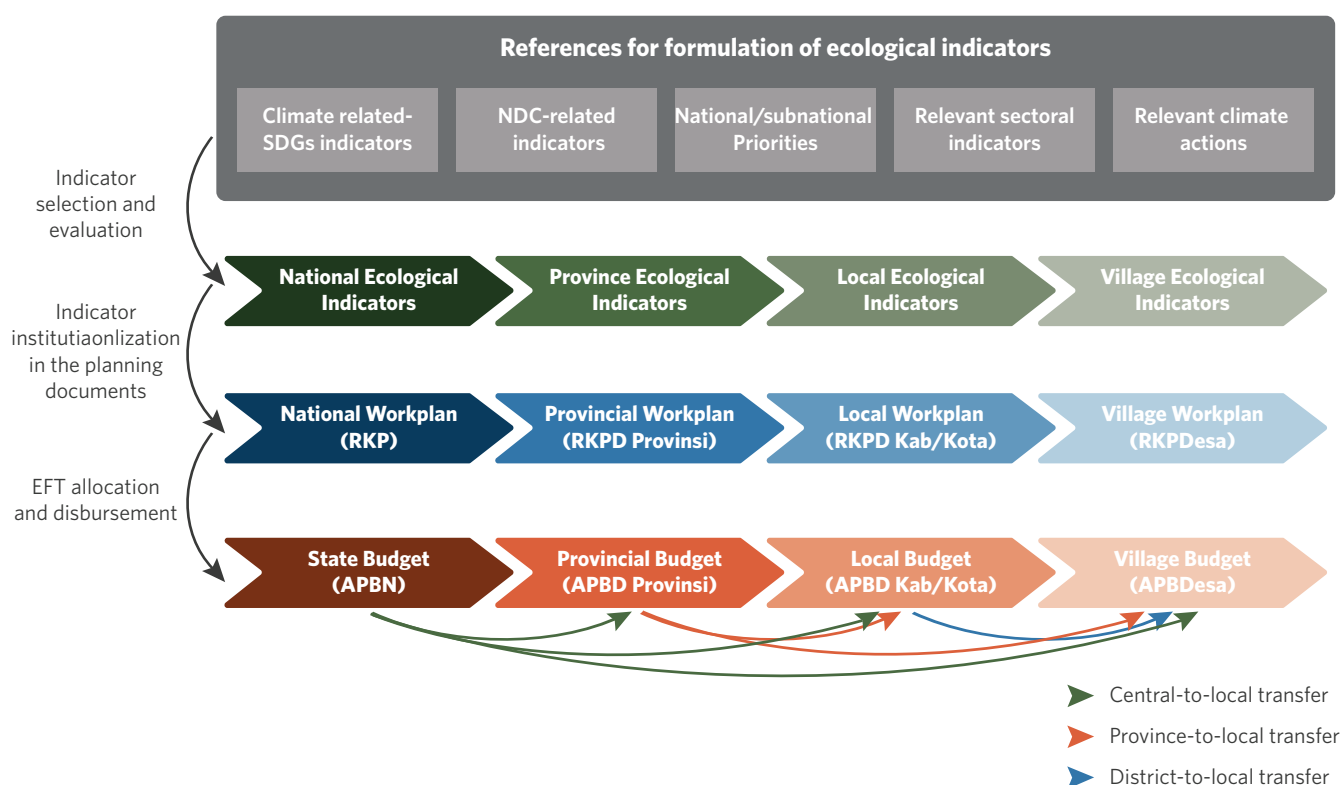 References for formulation of ecological indicators
Climate related-
SDGs indicators
NDC-related
indicators
National/subnational
Priorities
Relevant sectoral
indicators
Relevant climate
actions
Indicator
selection and
evaluation
National Ecological
Indicators
Province Ecological
Indicators
Local Ecological
Indicators
Village Ecological
Indicators
Indicator
institutiaonlization
in the planning
documents
National Workplan
(RKP)
Provincial Workplan
(RKPD Provinsi)
Local Workplan
(RKPD Kab/Kota)
Village Workplan
(RKPDesa)
EFT allocation
and disbursement
State Budget
(APBN)
Provincial Budget
(APBD Provinsi)
Local Budget
(APBD Kab/Kota)
Village Budget
(APBDesa)
Central-to-local transfer
Province-to-local transfer
District-to-local transfer